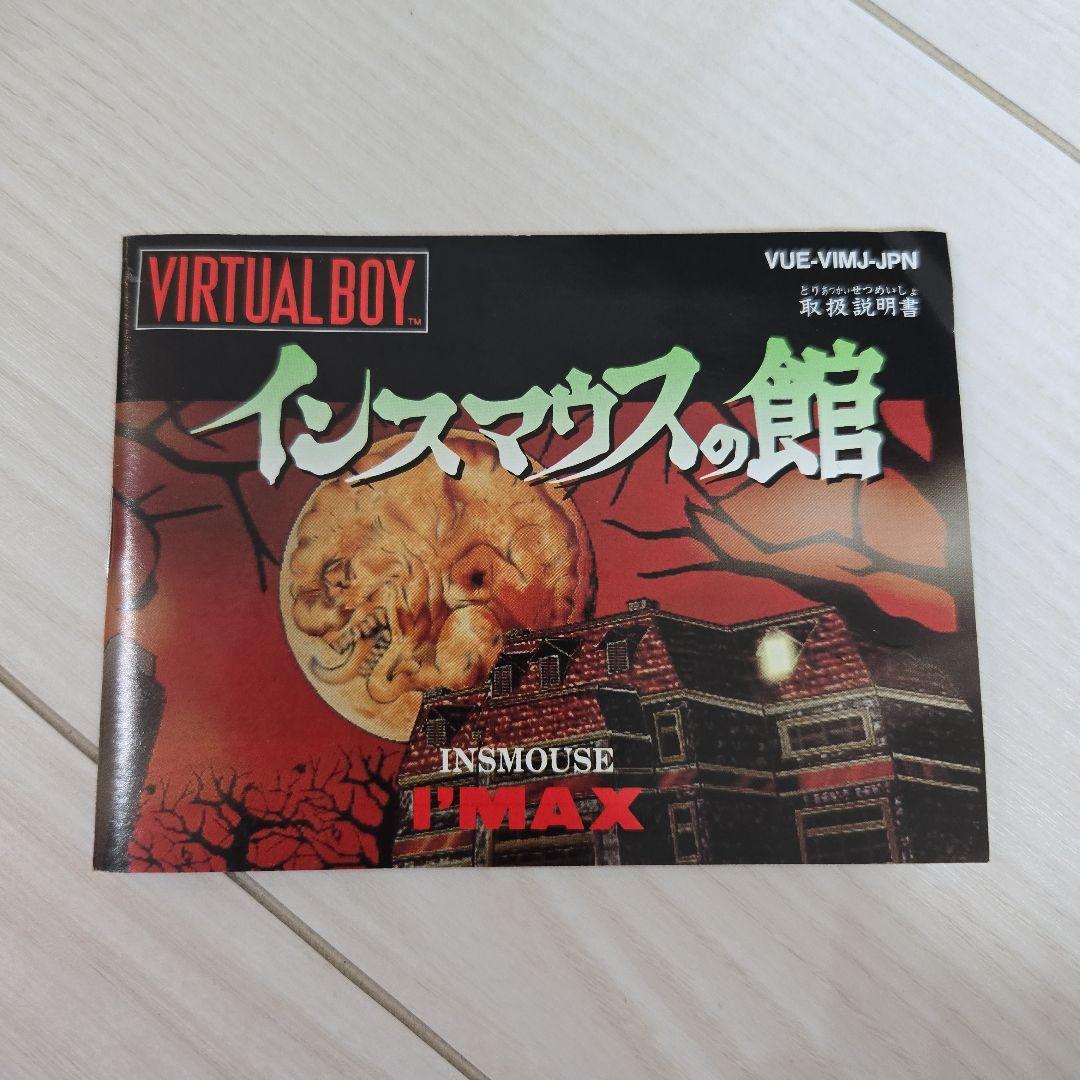 VIRTUAL BOY™
VUE-VIMJ-JPN
とりあつかいせつめいしょ
取扱説明書
インスマウスの館
INSMOUSE
I'MAX